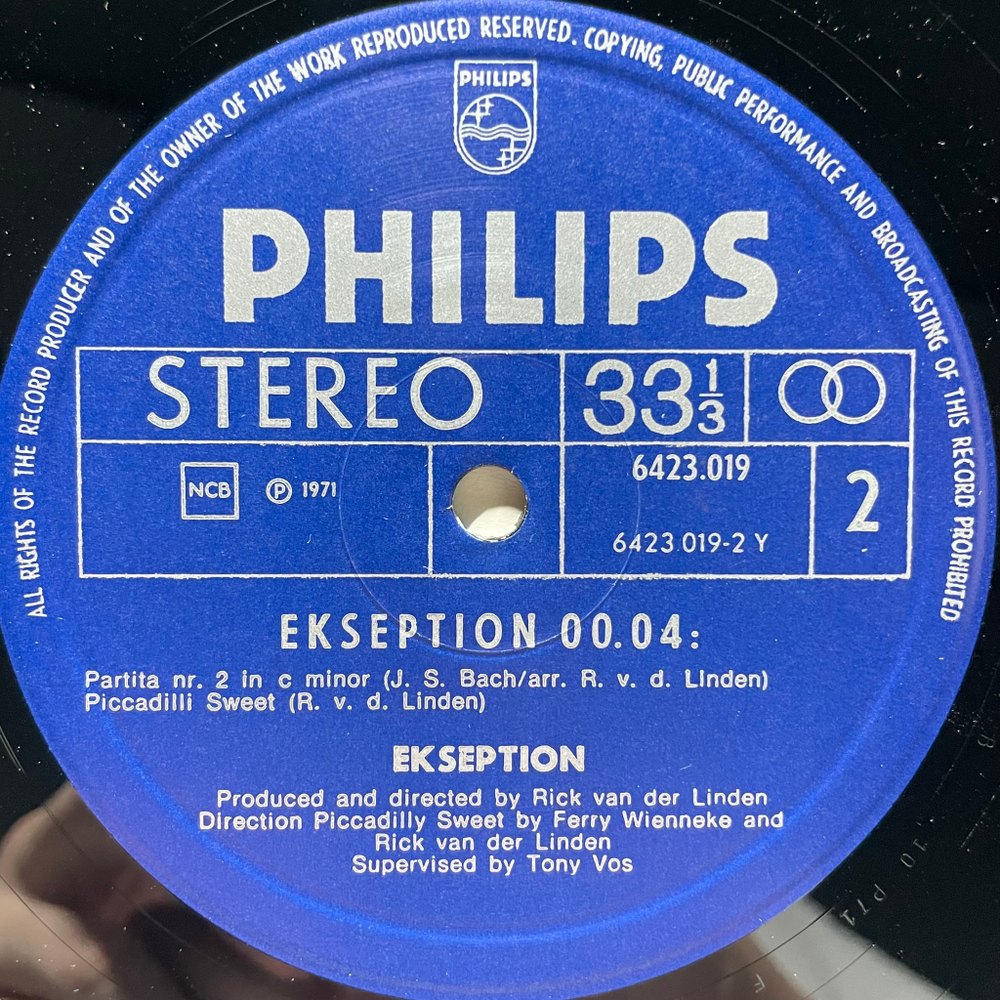 ALL RIGHTS OF THE RECORD PRODUCER AND OF THE OWNER OF THE WORK REPRODUCED RESERVED. COPYING, PUBLIC PERFORMANCE AND BROADCASTING OF THIS RECORD PROHIBITED
PHILIPS
PHILIPS
STEREO 33 1/3
NCB ℗ 1971 6423.019 2
6423 019-2 Y
EKSEPTION 00.04:
Partita nr. 2 in c minor (J. S. Bach/arr. R. v. d. Linden)
Piccadilli Sweet (R. v. d. Linden)
EKSEPTION
Produced and directed by Rick van der Linden
Direction Piccadilly Sweet by Ferry Wienneke and
Rick van der Linden
Supervised by Tony Vos